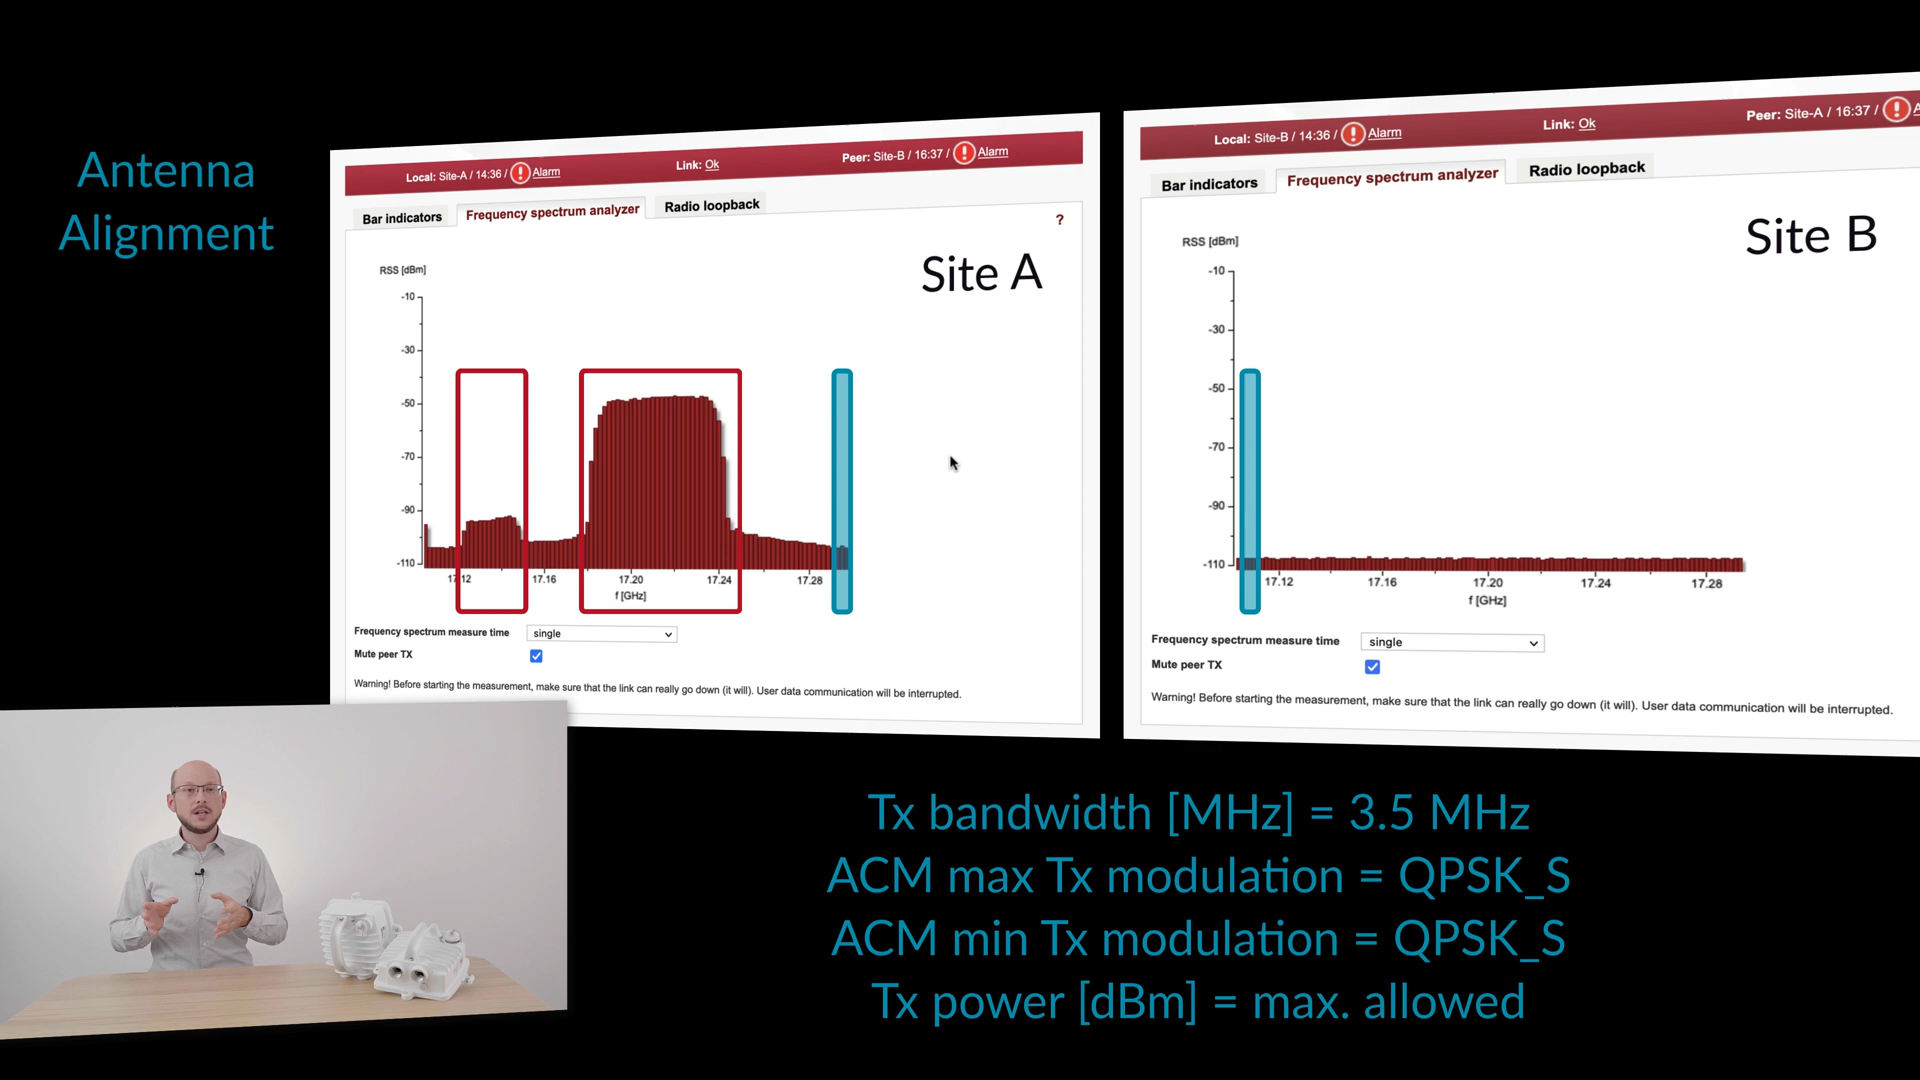 Antenna
Alignment
Local: Site-A / 14:36 / ! Alarm
Link: Ok
Peer: Site-B / 16:37 / ! Alarm
Bar indicators
Frequency spectrum analyzer
Radio loopback
?
Site A
RSS [dBm]
-10
-30
-50
-70
-90
-110
17.12 17.16 17.20 17.24 17.28
f [GHz]
Frequency spectrum measure time single
Mute peer TX
Warning! Before starting the measurement, make sure that the link can really go down (it will). User data communication will be interrupted.
Local: Site-B / 14:36 / ! Alarm
Link: Ok
Peer: Site-A / 16:37 / ! A
Bar indicators
Frequency spectrum analyzer
Radio loopback
Site B
RSS [dBm]
-10
-30
-50
-70
-90
-110
17.12 17.16 17.20 17.24 17.28
f [GHz]
Frequency spectrum measure time single
Mute peer TX
Warning! Before starting the measurement, make sure that the link can really go down (it will). User data communication will be interrupted.
Tx bandwidth [MHz] = 3.5 MHz
ACM max Tx modulation = QPSK_S
ACM min Tx modulation = QPSK_S
Tx power [dBm] = max. allowed